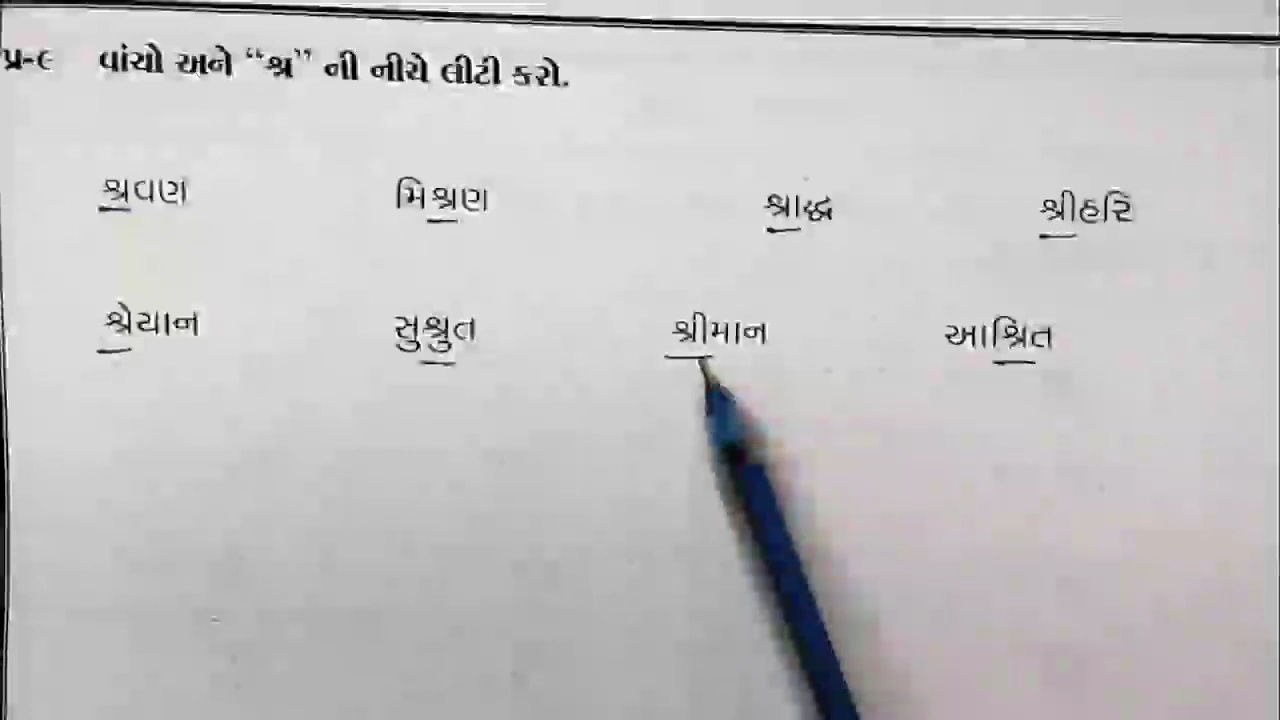 પ્ર-૯ વાંચો અને “શ્ર” ની નીચે લીટી કરો.
શ્રવણ મિશ્રણ શ્રાદ્ધ શ્રીહરિ
શ્રેયાન સુશ્રુત શ્રીમાન આશ્રિત